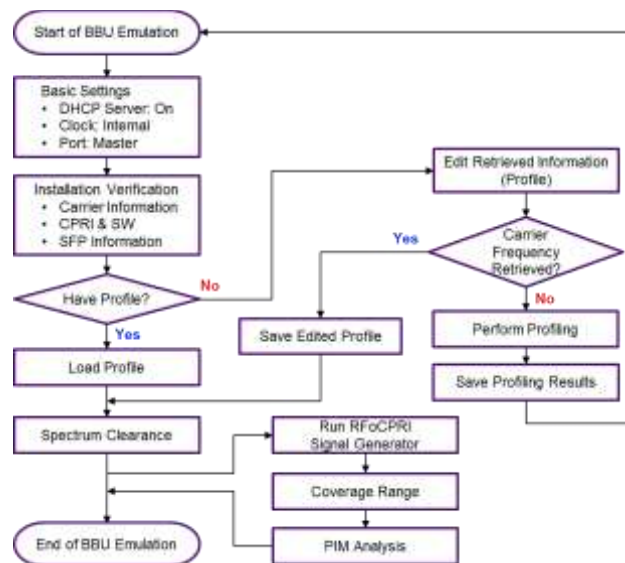 Start of BBU Emulation
Basic Settings
• DHCP Server: On
• Clock: Internal
• Port: Master
Installation Verification
• Carrier Information
• CPRI & SW
• SFP Information
Have Profile?
No
Yes
Load Profile
Spectrum Clearance
End of BBU Emulation
Edit Retrieved Information
(Profile)
Carrier
Frequency
Retrieved?
Yes
No
Save Edited Profile
Perform Profiling
Save Profiling Results
Run RFoCPRI
Signal Generator
Coverage Range
PIM Analysis